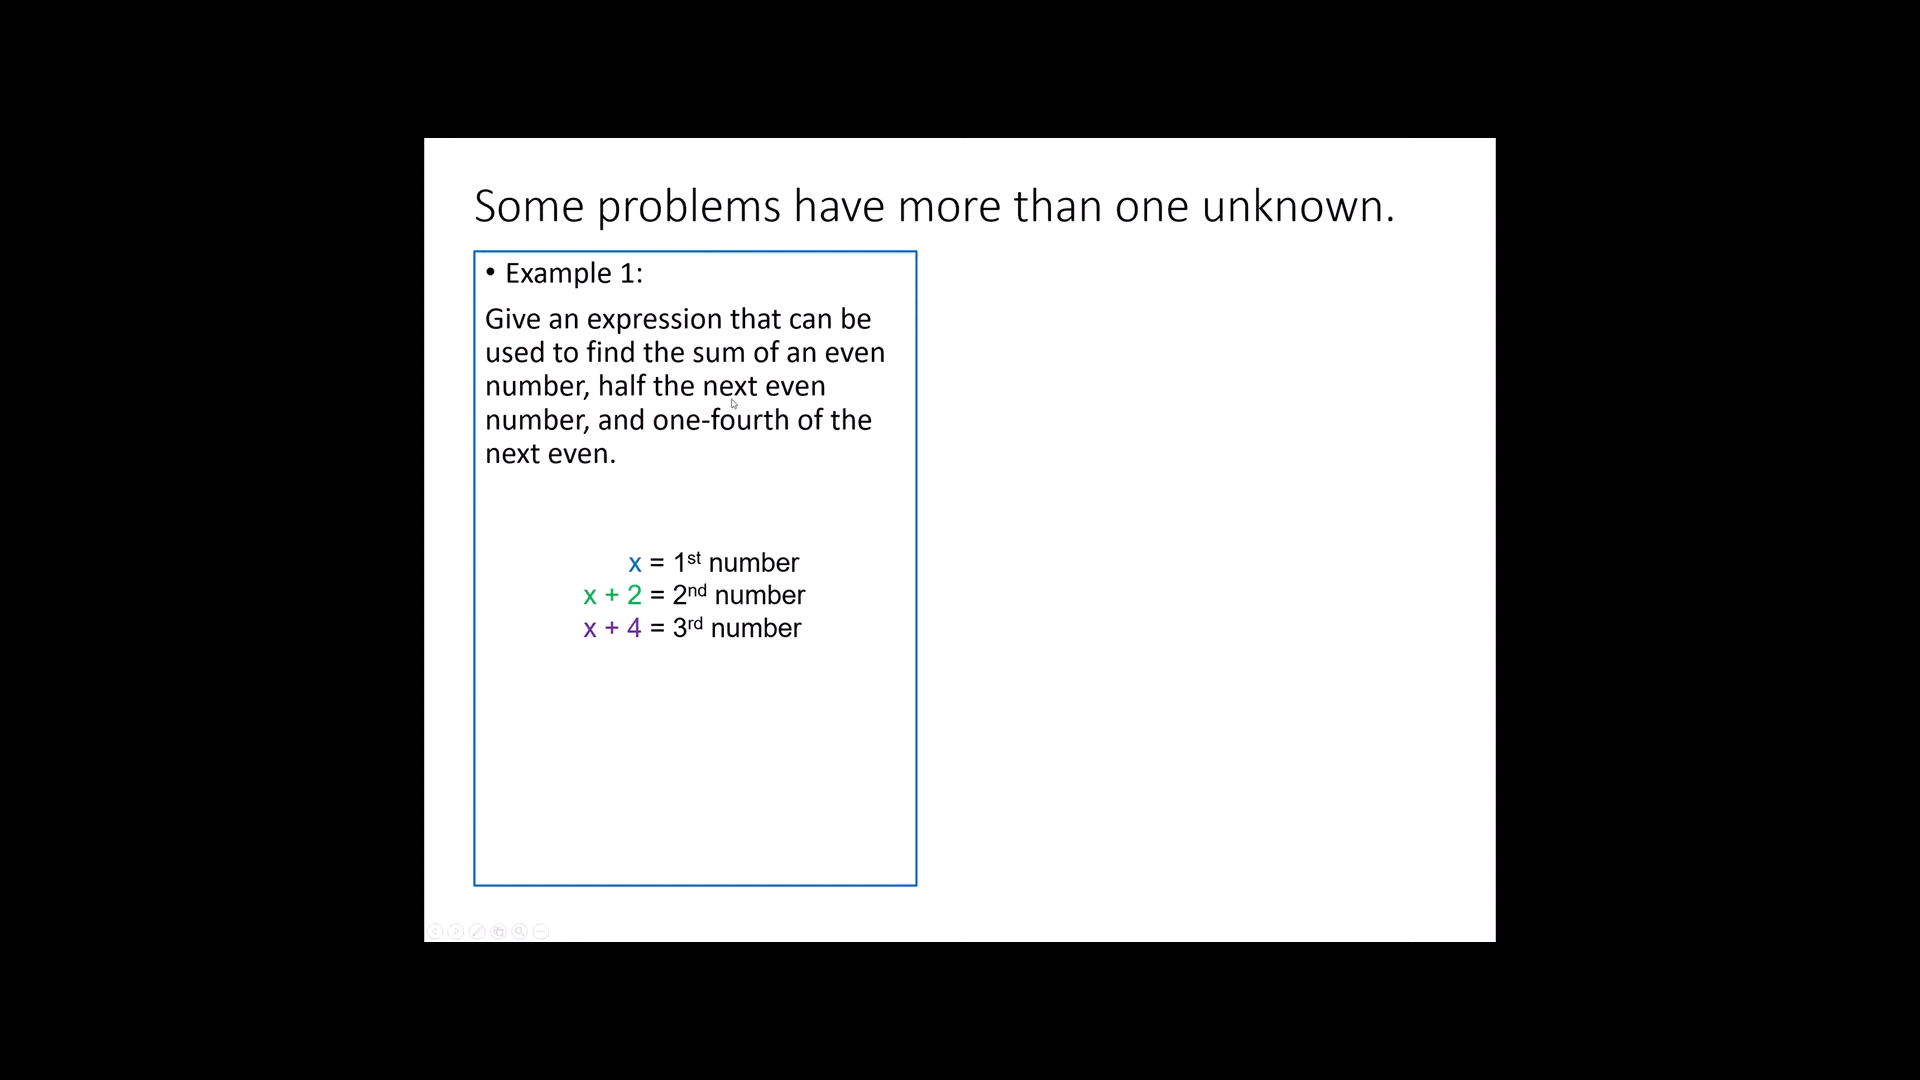 Some problems have more than one unknown.
• Example 1:
Give an expression that can be
used to find the sum of an even
number, half the next even
number, and one-fourth of the
next even.
x = 1st number
x + 2 = 2nd number
x + 4 = 3rd number